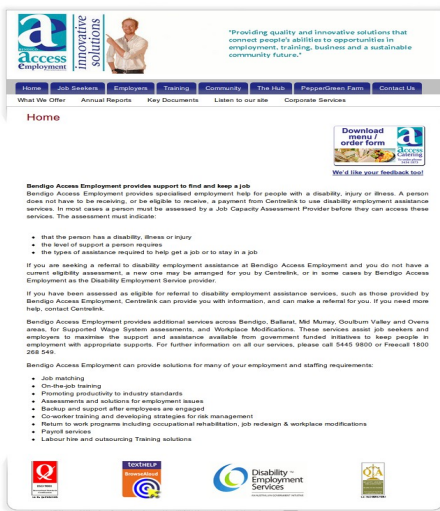 a
access
employment
innovative
solutions
"Providing quality and innovative solutions that
connect people's abilities to opportunities in
employment, training, business and a sustainable
community future."
Home Job Seekers Employers Training Community The Hub PepperGreen Farm Contact Us
What We Offer Annual Reports Key Documents Listen to our site Corporate Services
Home
Download
menu /
order form
access
Catering
We'd like your feedback too!
Bendigo Access Employment provides support to find and keep a job
Bendigo Access Employment provides specialised employment help for people with a disability, injury or illness. A person
does not have to be receiving, or be eligible to receive, a payment from Centrelink to use disability employment assistance
services. In most cases a person must be assessed by a Job Capacity Assessment Provider before they can access these
services. The assessment must indicate:
that the person has a disability, illness or injury
the level of support a person requires
the types of assistance required to help get a job or to stay in a job
If you are seeking a referral to disability employment assistance at Bendigo Access Employment and you do not have a
current eligibility assessment, a new one may be arranged for you by Centrelink, or in some cases by Bendigo Access
Employment as the Disability Employment Service provider.
If you have been assessed as eligible for referral to disability employment assistance services, such as those provided by
Bendigo Access Employment, Centrelink can provide you with information, and can make a referral for you. If you need more
help, contact Centrelink.
Bendigo Access Employment provides additional services across Bendigo, Ballarat, Mid Murray, Goulburn Valley and Ovens
areas, for Supported Wage System assessments, and Workplace Modifications. These services assist job seekers and
employers to maximise the support and assistance available from government funded initiatives to keep people in
employment with appropriate supports. For further information on all our services, please call 5445 9800 or Freecall 1800
268 549.
Bendigo Access Employment can provide solutions for many of your employment and staffing requirements:
Job matching
On-the-job training
Promoting productivity to industry standards
Assessments and solutions for employment issues
Backup and support after employees are engaged
Co-worker training and developing strategies for risk management
Return to work programs including occupational rehabilitation, job redesign & workplace modifications
Payroll services
Labour hire and outsourcing Training solutions
textHELP
BrowseAloud
Disability
Employment
Services